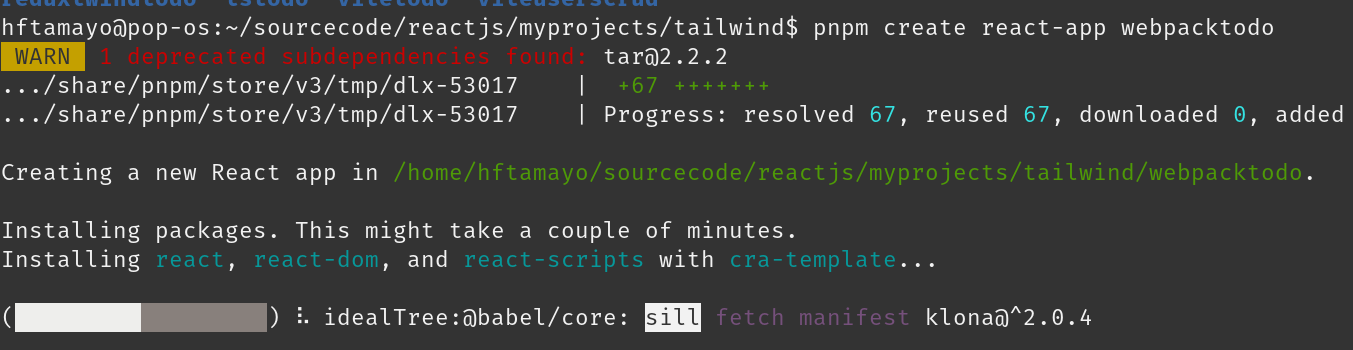 reduxtwindtodo tstodo vitetodo viteuserscrud
hftamayo@pop-os:~/sourcecode/reactjs/myprojects/tailwind$ pnpm create react-app webpacktodo
WARN 1 deprecated subdependencies found: tar@2.2.2
.../share/pnpm/store/v3/tmp/dlx-53017 | +67 +++++++
.../share/pnpm/store/v3/tmp/dlx-53017 | Progress: resolved 67, reused 67, downloaded 0, added
Creating a new React app in /home/hftamayo/sourcecode/reactjs/myprojects/tailwind/webpacktodo.
Installing packages. This might take a couple of minutes.
Installing react, react-dom, and react-scripts with cra-template...
() ⠧ idealTree:@babel/core: sill fetch manifest klona@^2.0.4